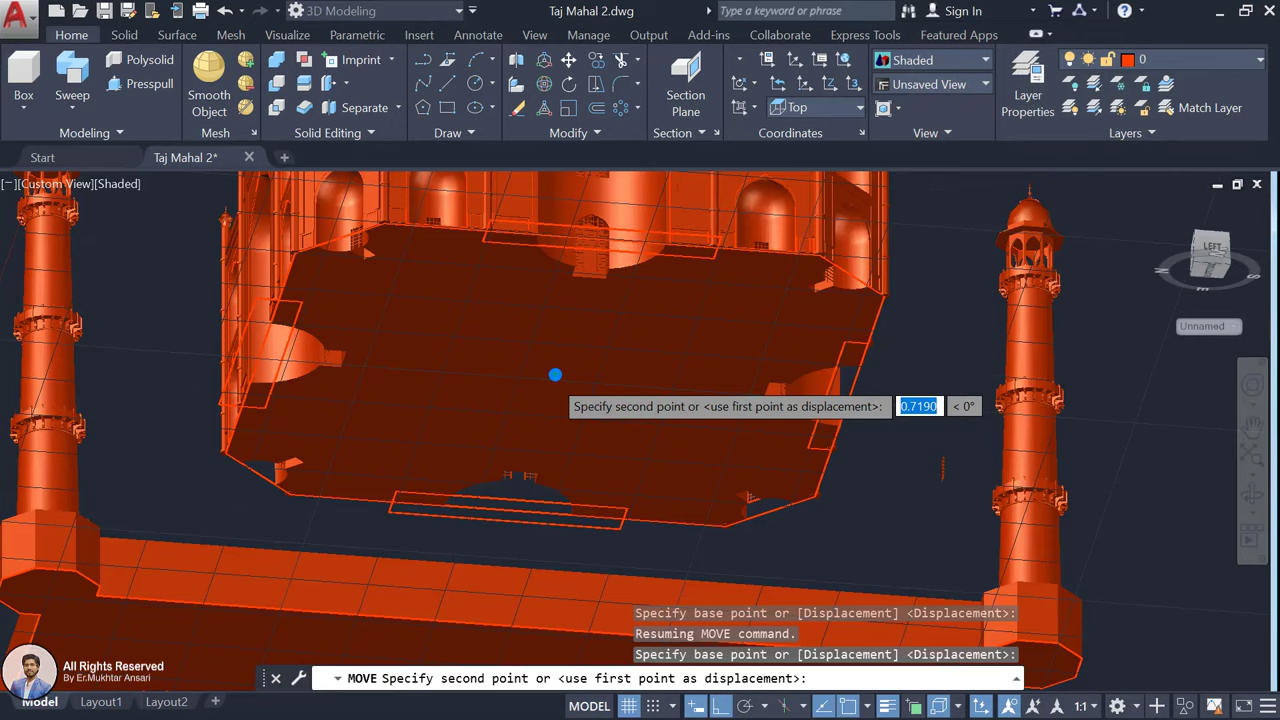 3D Modeling
Taj Mahal 2.dwg
Type a keyword or phrase
Sign In
Home Solid Surface Mesh Visualize Parametric Insert Annotate View Manage Output Add-ins Collaborate Express Tools Featured Apps
Box
Sweep
Polysolid
Presspull
Smooth Object
Imprint
Separate
Section Plane
Top
Shaded
Unsaved View
Layer Properties
0
Match Layer
Modeling
Mesh
Solid Editing
Draw
Modify
Section
Coordinates
View
Layers
Start
Taj Mahal 2*
[−][Custom View][Shaded]
LEFT
Unnamed
Specify second point or <use first point as displacement>: 0.7190 < 0°
Specify base point or [Displacement] <Displacement>:
Resuming MOVE command.
Specify base point or [Displacement] <Displacement>:
MOVE Specify second point or <use first point as displacement>:
All Rights Reserved
By Er.Mukhtar Ansari
Model Layout1 Layout2
MODEL
1:1